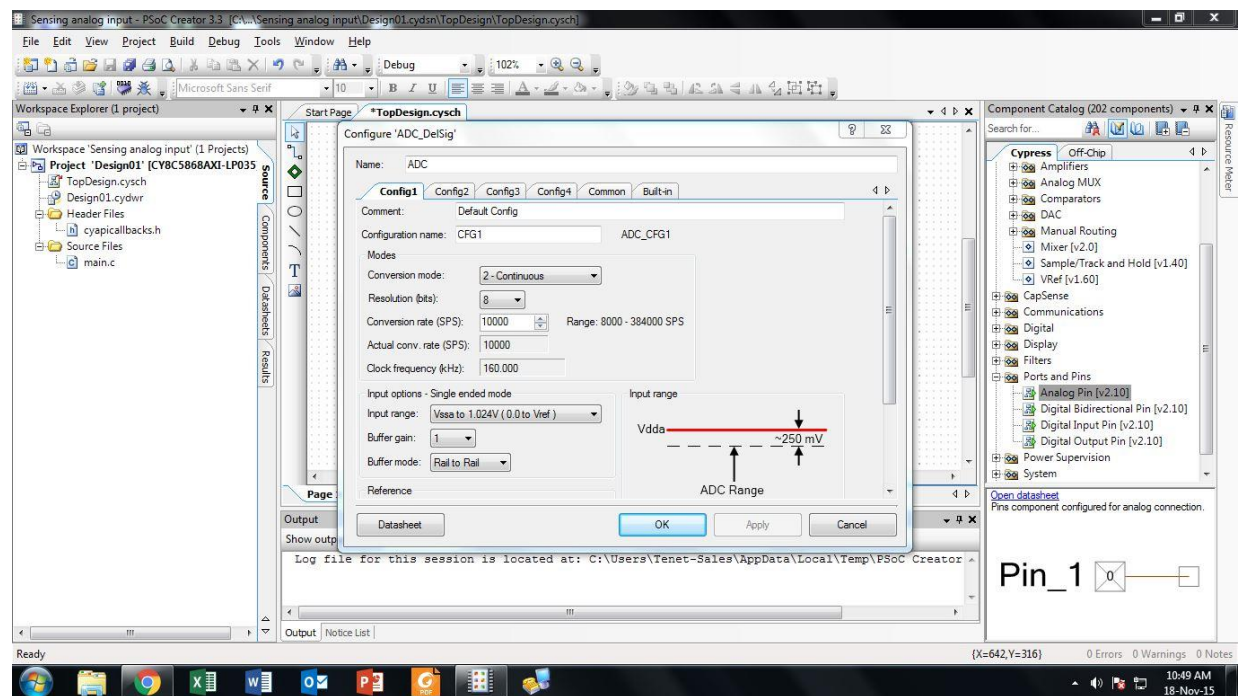 Sensing analog input - PSoC Creator 3.3 [C:\...\Sensing analog input\Design01.cydsn\TopDesign\TopDesign.cysch]
File Edit View Project Build Debug Tools Window Help
Debug 102%
Microsoft Sans Serif 10 B I U A
Workspace Explorer (1 project)
Workspace 'Sensing analog input' (1 Projects)
Project 'Design01' [CY8C5868AXI-LP035
TopDesign.cysch
Design01.cydwr
Header Files
cyapicallbacks.h
Source Files
main.c
Source
Components
Datasheets
Results
Start Page *TopDesign.cysch
T
Configure 'ADC_DelSig'
Name: ADC
Config1 Config2 Config3 Config4 Common Built-in
Comment: Default Config
Configuration name: CFG1 ADC_CFG1
Modes
Conversion mode: 2 - Continuous
Resolution (bits): 8
Conversion rate (SPS): 10000 Range: 8000 - 384000 SPS
Actual conv. rate (SPS): 10000
Clock frequency (kHz): 160.000
Input options - Single ended mode
Input range: Vssa to 1.024V (0.0 to Vref)
Buffer gain: 1
Buffer mode: Rail to Rail
Reference
Input range
Vdda
~250 mV
ADC Range
Datasheet OK Apply Cancel
Page
Output
Show outp
Log file for this session is located at: C:\Users\Tenet-Sales\AppData\Local\Temp\PSoC Creator
Output Notice List
Component Catalog (202 components)
Search for...
Cypress Off-Chip
Amplifiers
Analog MUX
Comparators
DAC
Manual Routing
Mixer [v2.0]
Sample/Track and Hold [v1.40]
VRef [v1.60]
CapSense
Communications
Digital
Display
Filters
Ports and Pins
Analog Pin [v2.10]
Digital Bidirectional Pin [v2.10]
Digital Input Pin [v2.10]
Digital Output Pin [v2.10]
Power Supervision
System
Open datasheet
Pins component configured for analog connection.
Pin_1 0
Resource Meter
Ready {X=642,Y=316} 0 Errors 0 Warnings 0 Notes
10:49 AM
18-Nov-15